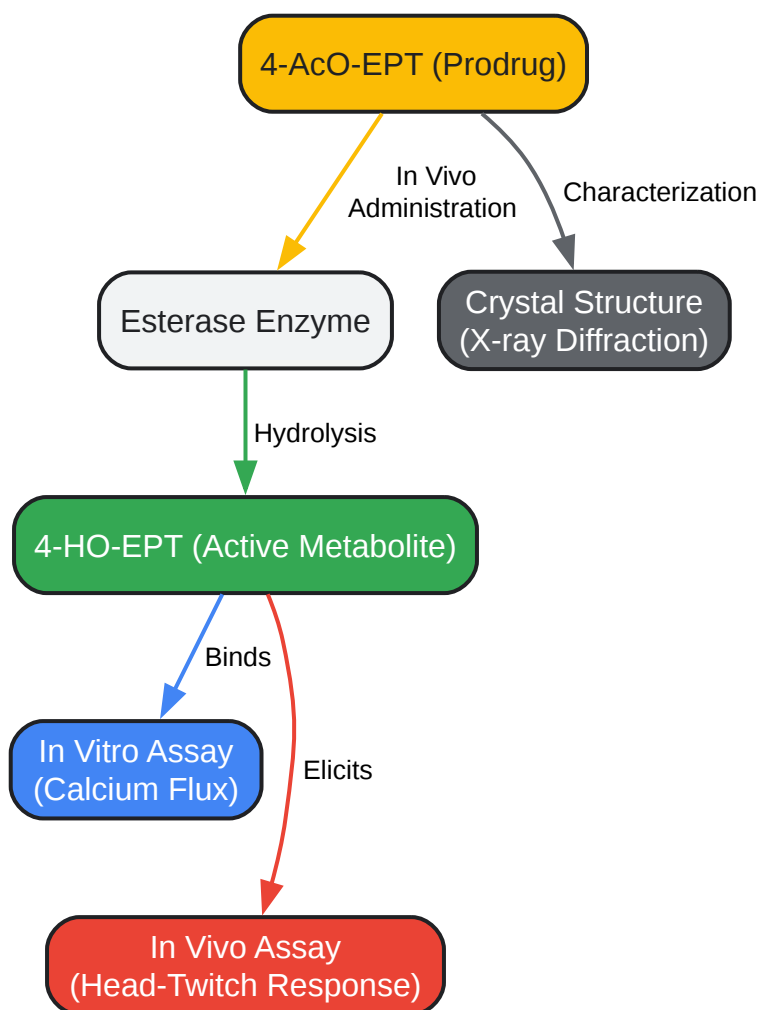 4-AcO-EPT (Prodrug)
In Vivo
Administration
Characterization
Esterase Enzyme
Crystal Structure
(X-ray Diffraction)
Hydrolysis
4-HO-EPT (Active Metabolite)
Binds
In Vitro Assay
(Calcium Flux)
Elicits
In Vivo Assay
(Head-Twitch Response)